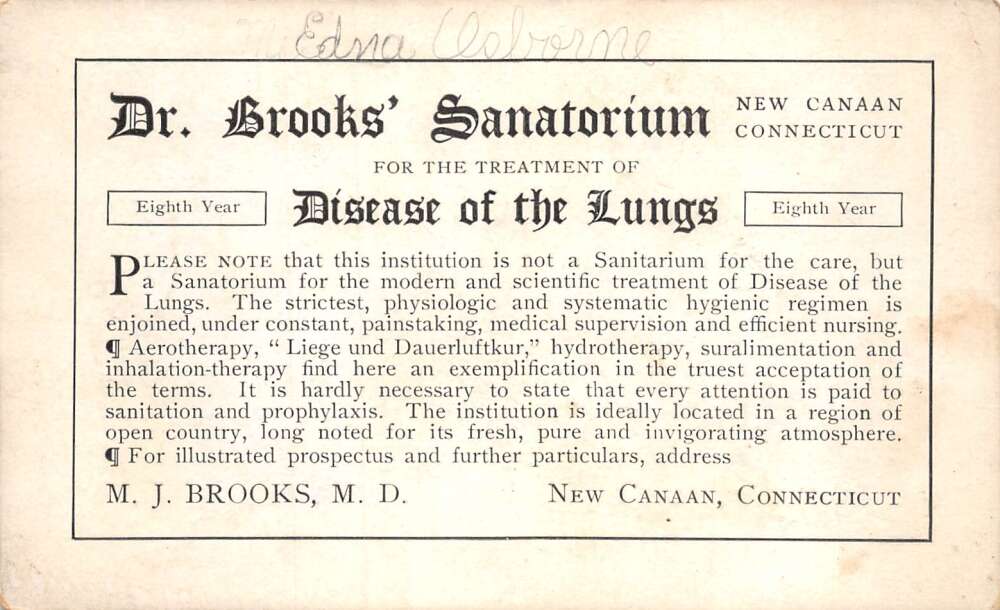 Edna Osborne
Dr. Brooks' Sanatorium
NEW CANAAN
CONNECTICUT
FOR THE TREATMENT OF
Eighth Year
Disease of the Lungs
Eighth Year
PLEASE NOTE that this institution is not a Sanitarium for the care, but
a Sanatorium for the modern and scientific treatment of Disease of the
Lungs. The strictest, physiologic and systematic hygienic regimen is
enjoined, under constant, painstaking, medical supervision and efficient nursing.
¶ Aerotherapy, “ Liege und Dauerluftkur,” hydrotherapy, suralimentation and
inhalation-therapy find here an exemplification in the truest acceptation of
the terms. It is hardly necessary to state that every attention is paid to
sanitation and prophylaxis. The institution is ideally located in a region of
open country, long noted for its fresh, pure and invigorating atmosphere.
¶ For illustrated prospectus and further particulars, address
M. J. BROOKS, M. D.
NEW CANAAN, CONNECTICUT